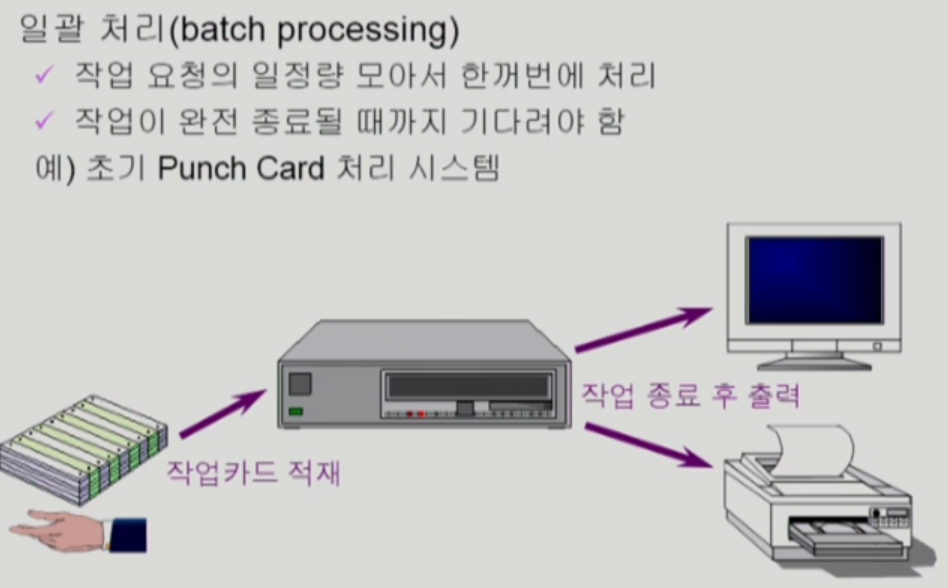 일괄 처리(batch processing)
✓ 작업 요청의 일정량 모아서 한꺼번에 처리
✓ 작업이 완전 종료될 때까지 기다려야 함
예) 초기 Punch Card 처리 시스템
작업 종료 후 출력
작업카드 적재